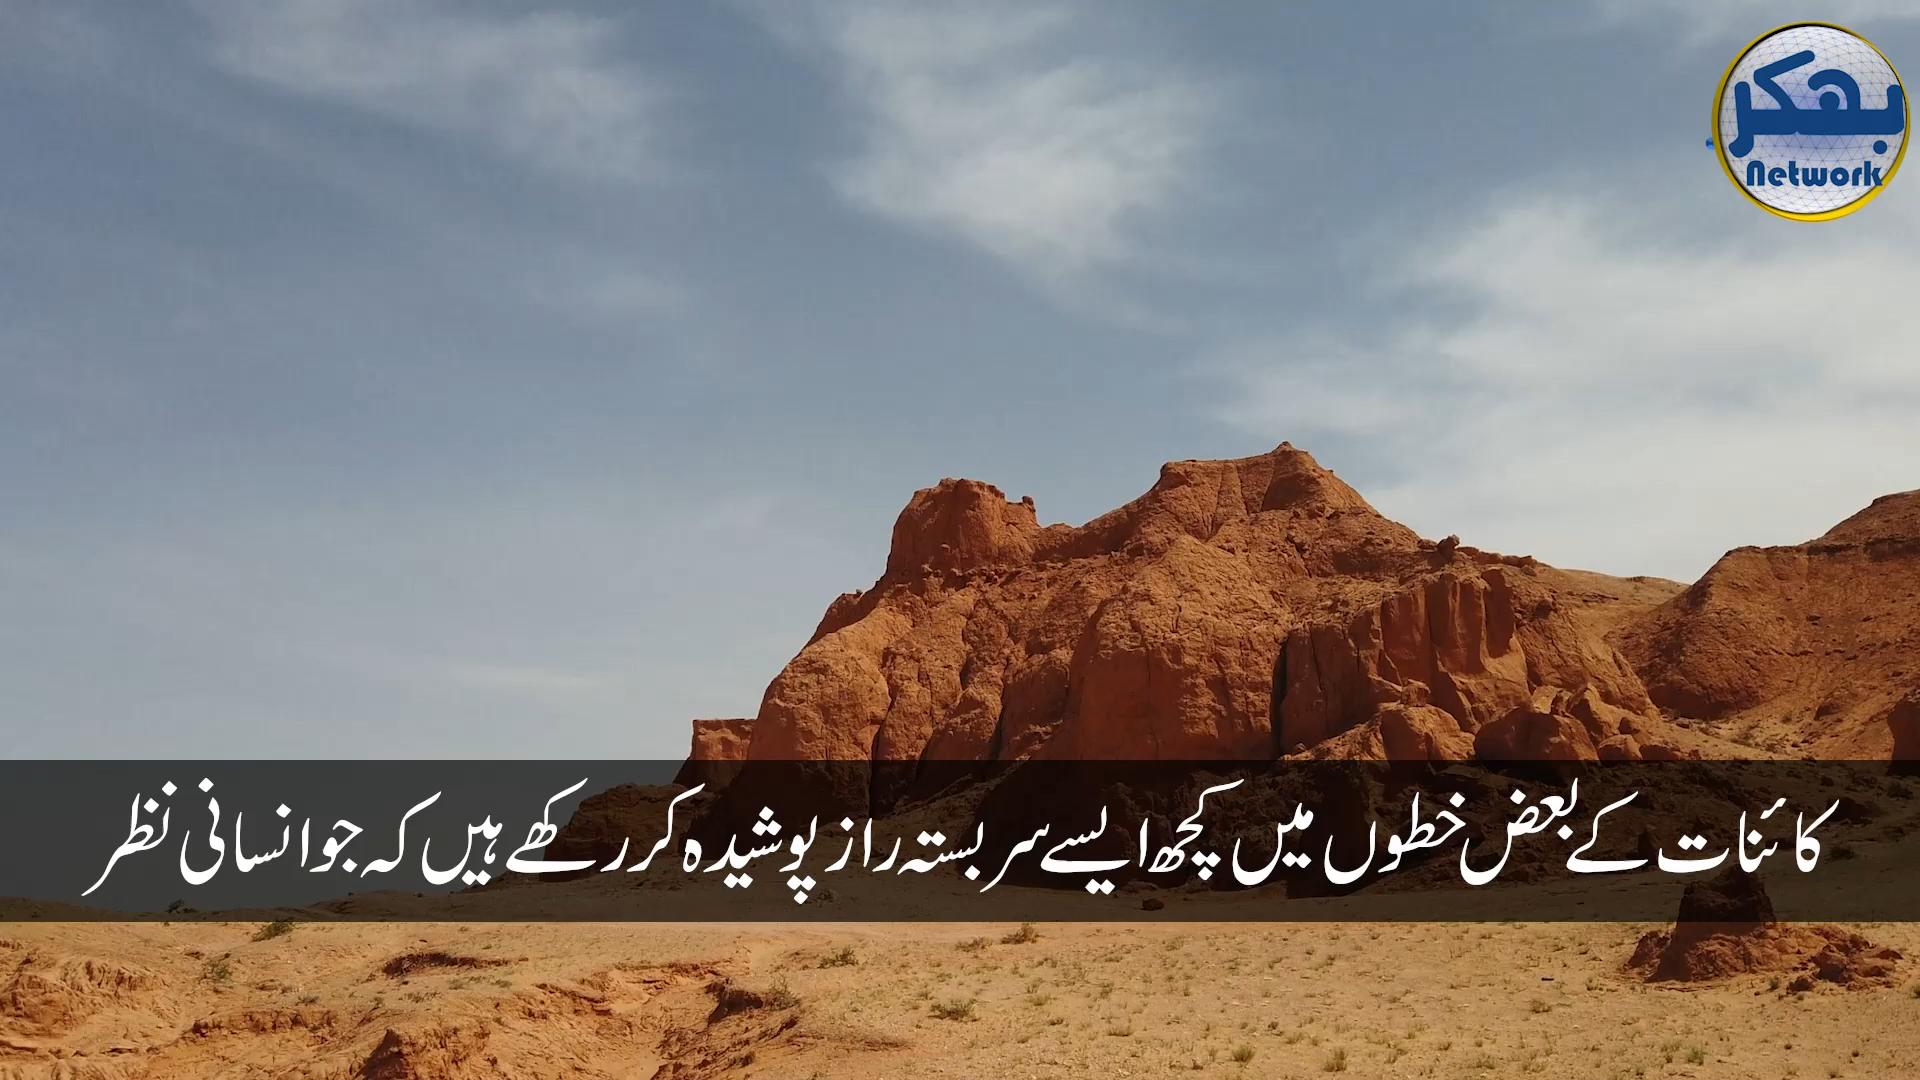 بھکر
Network
کائنات کے بعض خطوں میں کچھ ایسے سربستہ راز پوشیدہ کر رکھے ہیں کہ جو انسانی نظر